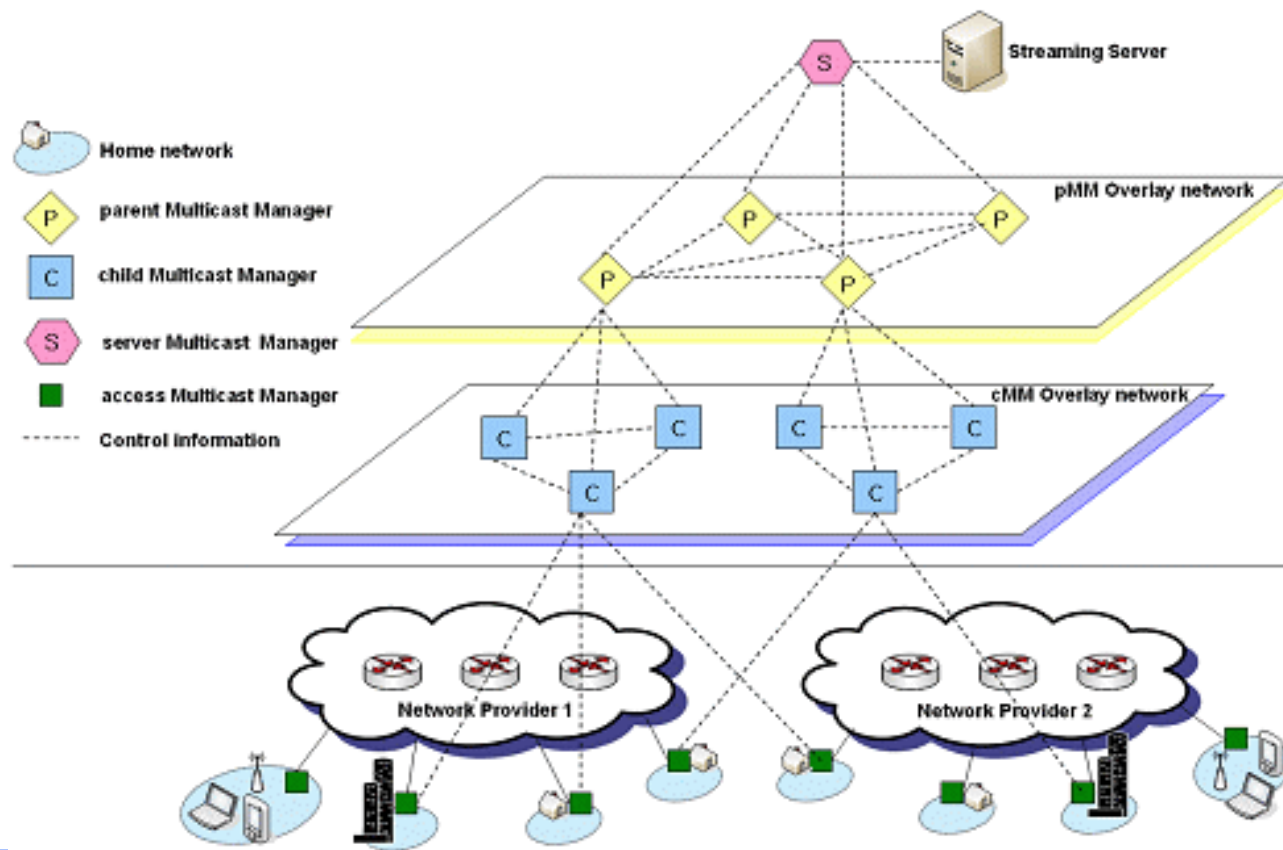 S
Streaming Server
Home network
pMM Overlay network
P
parent Multicast Manager
P
P
C
child Multicast Manager
P
P
S
server Multicast Manager
access Multicast Manager
cMM Overlay network
Control information
C
C
C
C
C
C
Network Provider 1
Network Provider 2